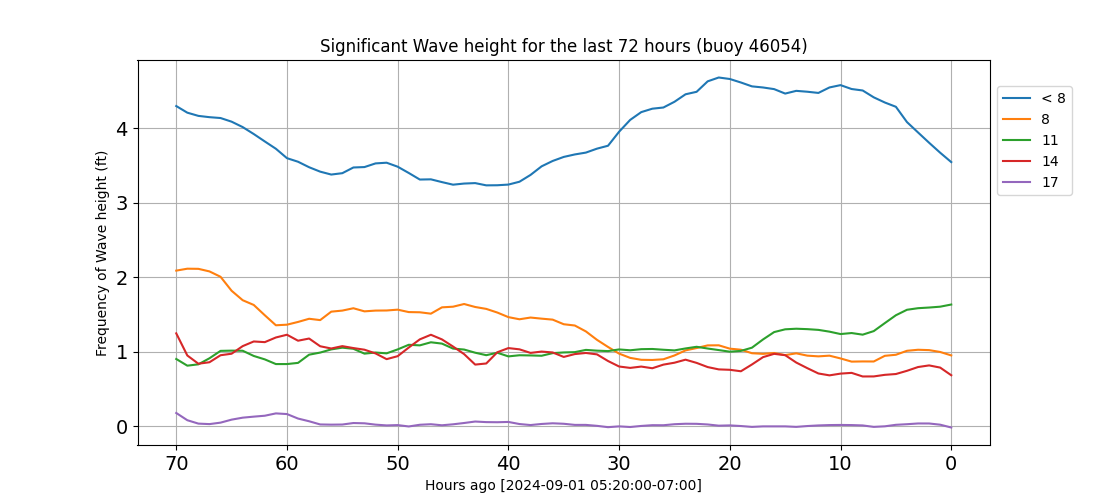 Significant Wave height for the last 72 hours (buoy 46054)
Frequency of Wave height (ft)
4
3
2
1
0
70 60 50 40 30 20 10 0
Hours ago [2024-09-01 05:20:00-07:00]
< 8
8
11
14
17